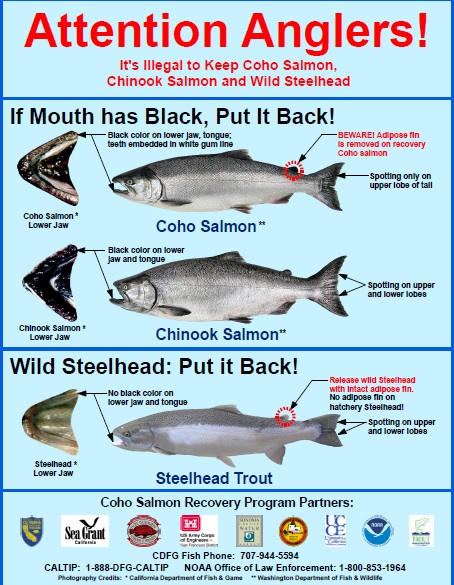 Attention Anglers!
It's Illegal to Keep Coho Salmon,
Chinook Salmon and Wild Steelhead
If Mouth has Black, Put It Back!
Black color on lower jaw, tongue;
teeth embedded in white gum line
BEWARE! Adipose fin
is removed on recovery
Coho salmon
Spotting only on
upper lobe of tail
Coho Salmon *
Lower Jaw
Coho Salmon **
Black color on lower
jaw and tongue
Spotting on upper
and lower lobes
Chinook Salmon *
Lower Jaw
Chinook Salmon**
Wild Steelhead: Put it Back!
No black color on
lower jaw and tongue
Release wild Steelhead
with intact adipose fin.
No adipose fin on
hatchery Steelhead!
Spotting on upper
and lower lobes
Steelhead *
Lower Jaw
Steelhead Trout
Coho Salmon Recovery Program Partners:
Sea Grant
California
US Army Corps
of Engineers
San Francisco District
SONOMA
COUNTY
WATER
UC
CE
NOAA
CDFG Fish Phone: 707-944-5594
CALTIP: 1-888-DFG-CALTIP NOAA Office of Law Enforcement: 1-800-853-1964
Photography Credits: * California Department of Fish & Game ** Washington Department of Fish & Wildlife